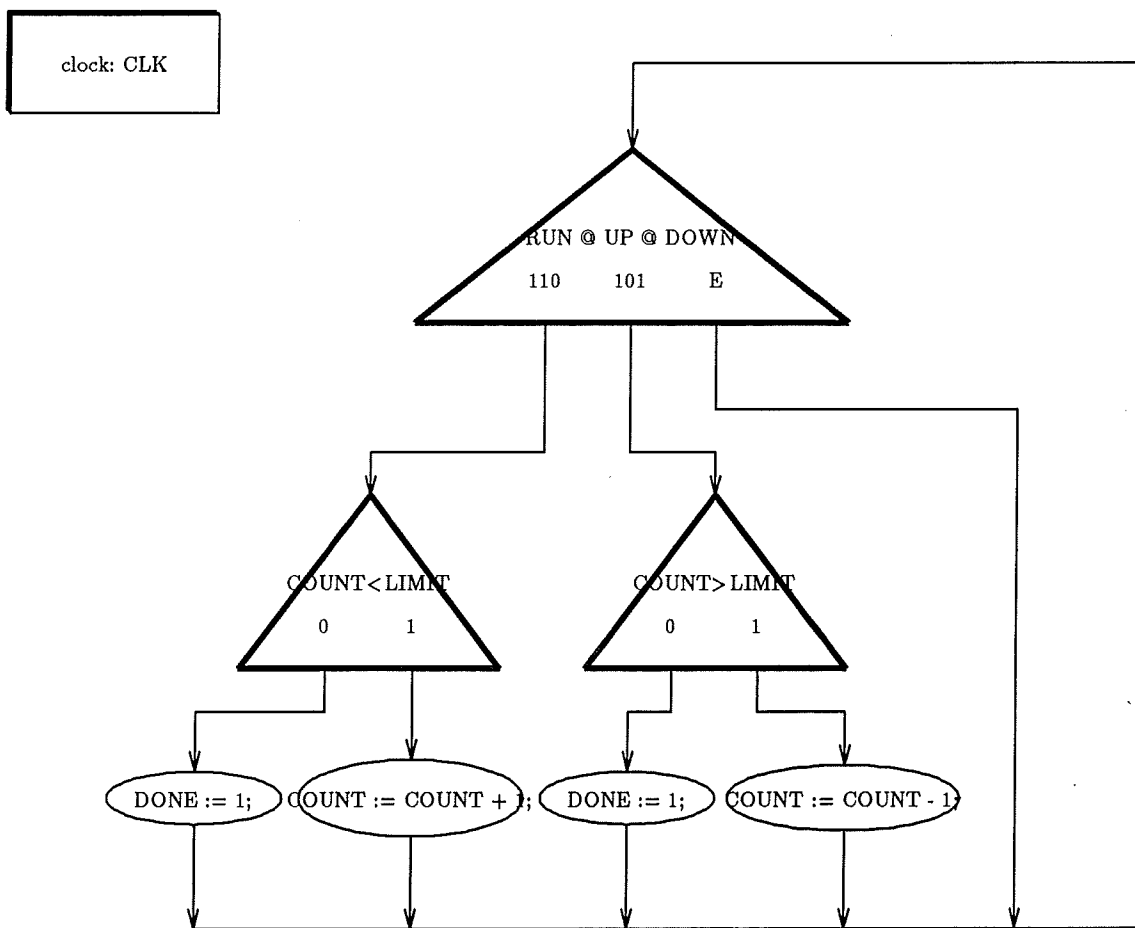 clock: CLK
RUN @ UP @ DOWN
110 101 E
COUNT<LIMIT COUNT>LIMIT
0 1 0 1
DONE := 1; COUNT := COUNT + 1; DONE := 1; COUNT := COUNT - 1;